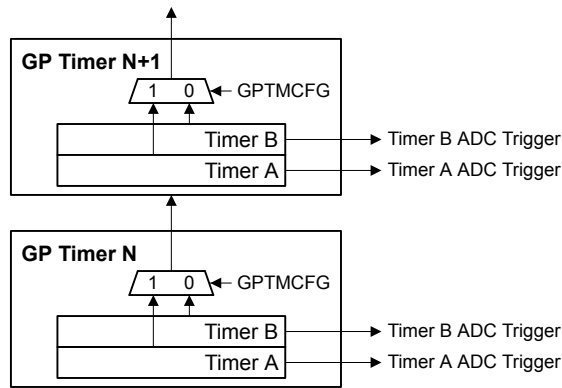 GP Timer N+1
1 0 GPTMCFG
Timer B Timer B ADC Trigger
Timer A Timer A ADC Trigger
GP Timer N
1 0 GPTMCFG
Timer B Timer B ADC Trigger
Timer A Timer A ADC Trigger